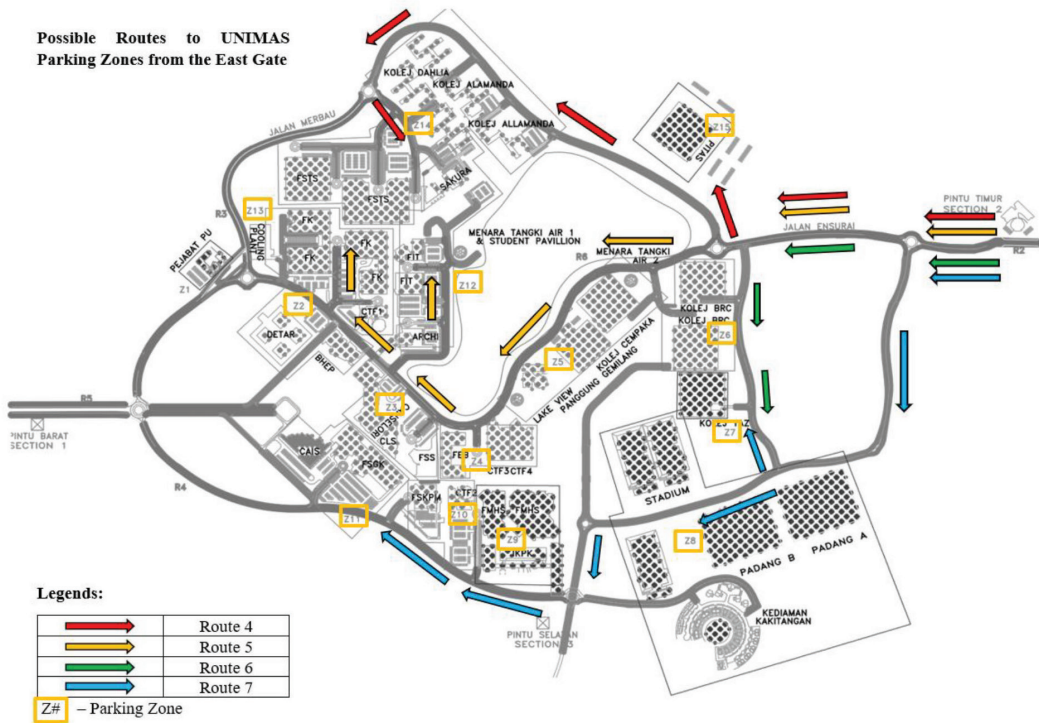 Possible Routes to UNIMAS
Parking Zones from the East Gate
KOLEJ DAHLIA
KOLEJ ALAMANDA
KOLEJ ALLAMANDA
Z14
Z15
PITAS
JALAN MERBAU
FSTS
FSTS
SAKURA
R3
Z13
COOLING
PLANT
FK
FK
FK
FK
PEJABAT PU
Z1
FIT
FIT
MENARA TANGKI AIR 1
& STUDENT PAVILLION
Z12
R6
MENARA TANGKI
AIR 2
JALAN ENSURAI
PINTU TIMUR
SECTION 2
R2
Z2
CTF1
DETAR
BHEP
KOLEJ BRC
KOLEJ BRC
Z6
Z5
KOLEJ CEMPAKA
PANGGUNG GEMILANG
LAKE VIEW
R5
PINTU BARAT
SECTION 1
Z3
CLS
CAIS
FSGK
FSS
FEB
Z4
CTF3CTF4
Z7
STADIUM
R4
Z11
FSKPM
CTF2
Z10
FMHS
FMHS
Z9
JKPK
Z8
PADANG B
PADANG A
KEDIAMAN
KAKITANGAN
PINTU SELATAN
SECTION 3
Legends:
Route 4
Route 5
Route 6
Route 7
Z# – Parking Zone